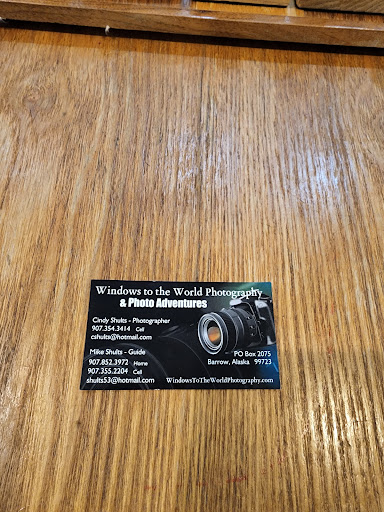 Windows to the World Photography
& Photo Adventures
Cindy Shults - Photographer
907.354.3414 Cell
cshults@hotmail.com
Mike Shults - Guide
907.852.3972 Home
907.355.2204 Cell
shults53@hotmail.com
PO Box 2075
Barrow, Alaska 99723
WindowsToTheWorldPhotography.com